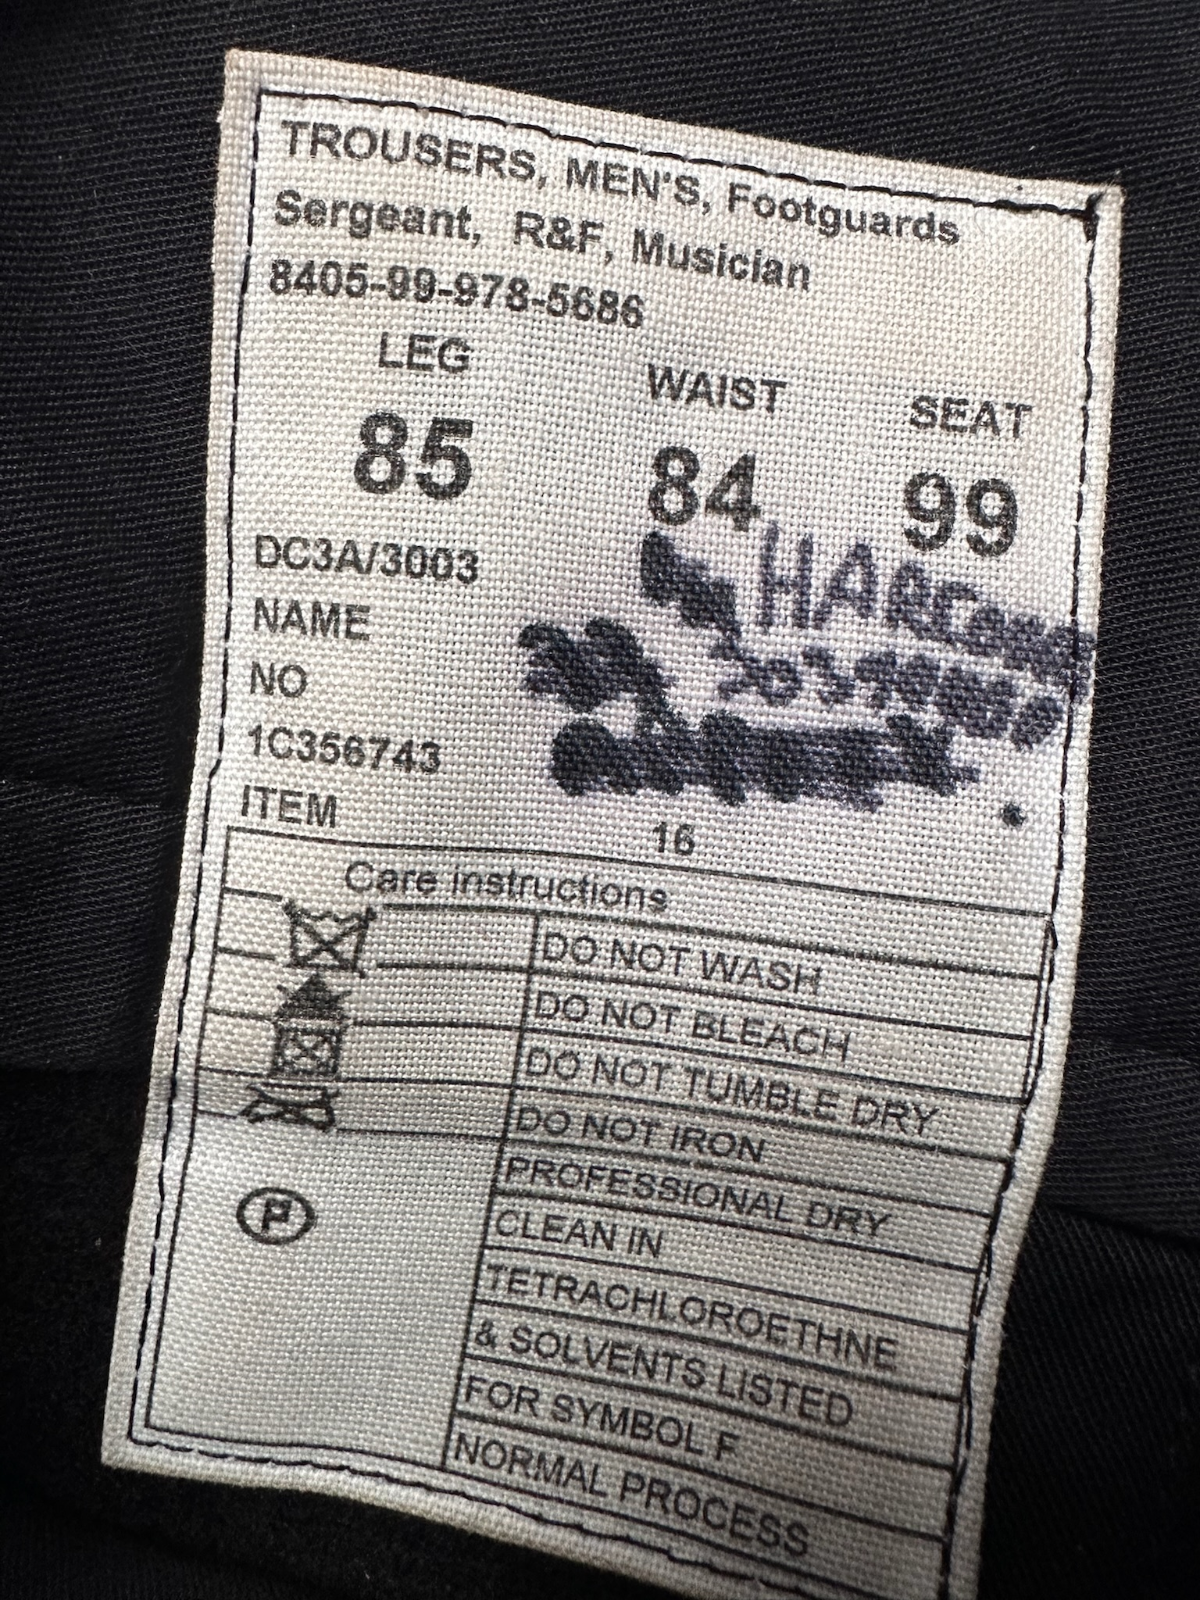 TROUSERS, MEN'S, Footguards
Sergeant, R&F, Musician
8405-99-978-5686
LEG WAIST SEAT
85 84 99
DC3A/3003
NAME
NO
1C356743
ITEM 16
Care instructions
DO NOT WASH
DO NOT BLEACH
DO NOT TUMBLE DRY
DO NOT IRON
P
PROFESSIONAL DRY
CLEAN IN
TETRACHLOROETHNE
& SOLVENTS LISTED
FOR SYMBOL F
NORMAL PROCESS